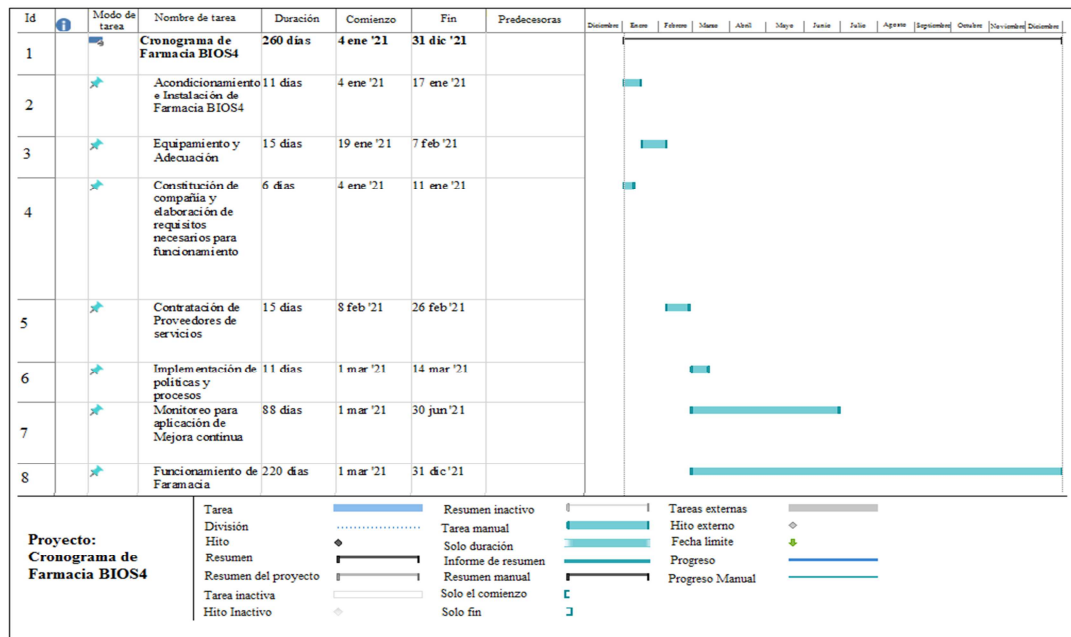 Id
Modo de
tarea
Nombre de tarea
Duración
Comienzo
Fin
Predecesoras
Diciembre Enero Febrero Marzo Abril Mayo Junio Julio Agosto Septiembre Octubre Noviembre Diciembre
1
Cronograma de
Farmacia BIOS4
260 días
4 ene '21
31 dic '21
2
Acondicionamiento
e Instalación de
Farmacia BIOS4
11 días
4 ene '21
17 ene '21
3
Equipamiento y
Adecuación
15 días
19 ene '21
7 feb '21
4
Constitución de
compañia y
elaboración de
requisitos
necesarios para
funcionamiento
6 días
4 ene '21
11 ene '21
5
Contratación de
Proveedores de
servicios
15 días
8 feb '21
26 feb '21
6
Implementación de
políticas y
procesos
11 días
1 mar '21
14 mar '21
7
Monitoreo para
aplicación de
Mejora continua
88 días
1 mar '21
30 jun '21
8
Funcionamiento de
Faramacia
220 días
1 mar '21
31 dic '21
Proyecto:
Cronograma de
Farmacia BIOS4
Tarea
División
Hito
Resumen
Resumen del proyecto
Tarea inactiva
Hito Inactivo
Resumen inactivo
Tarea manual
Solo duración
Informe de resumen
Resumen manual
Solo el comienzo
Solo fin
Tareas externas
Hito externo
Fecha límite
Progreso
Progreso Manual